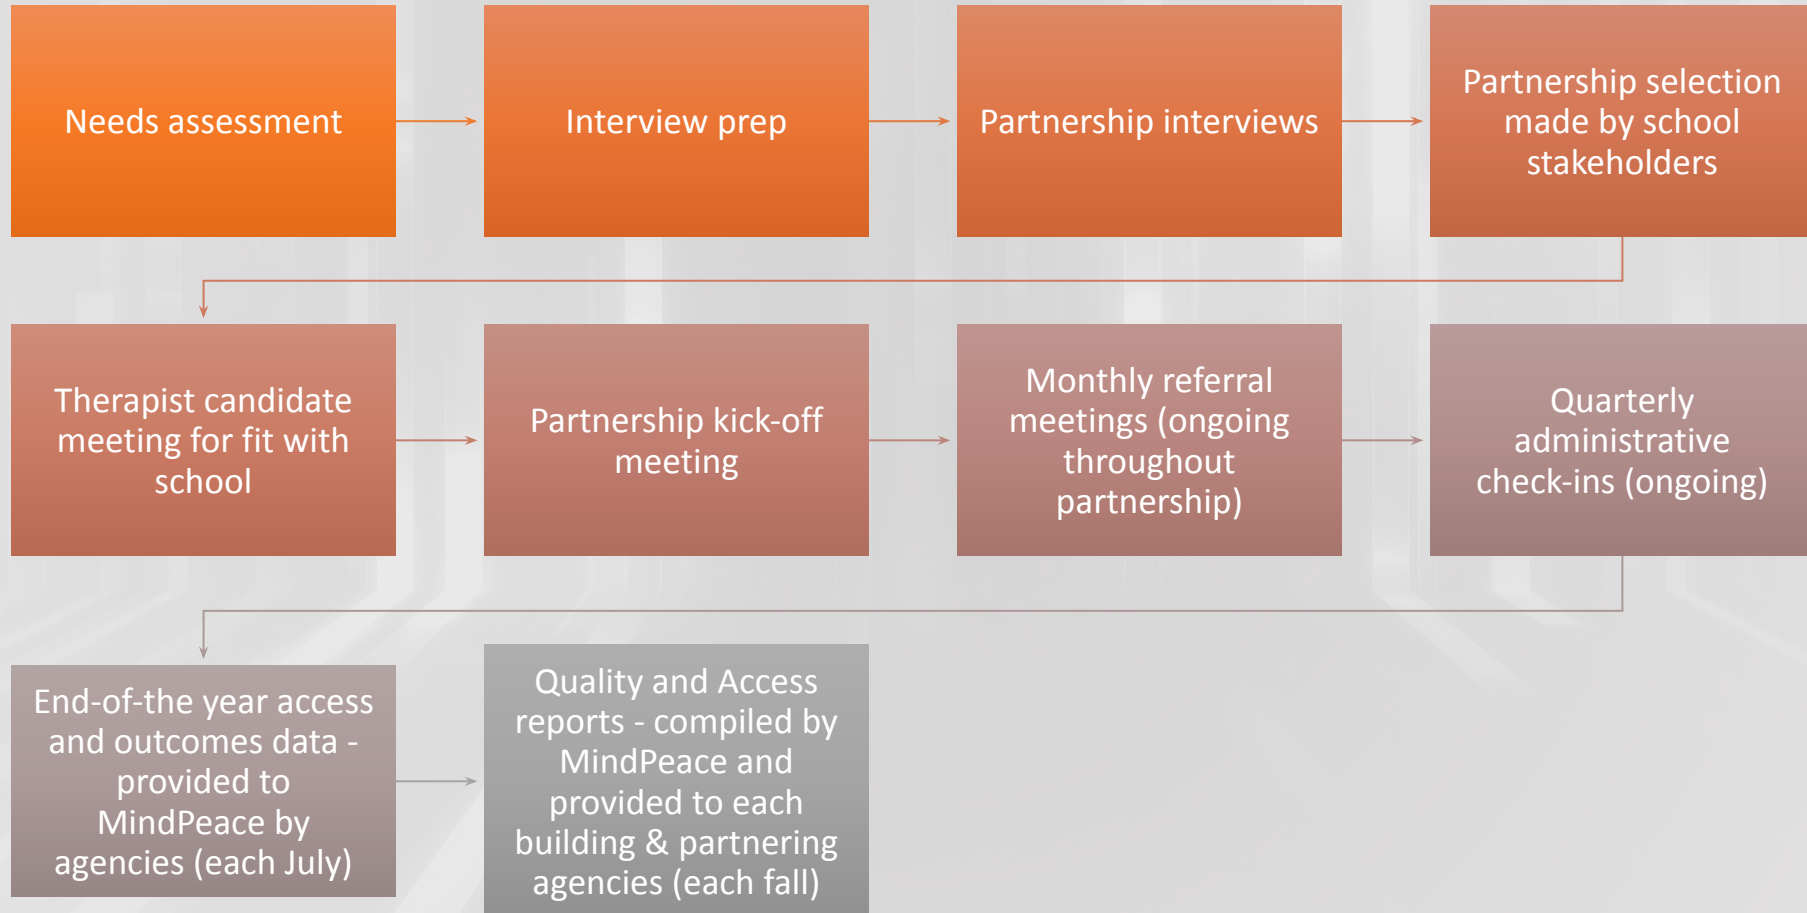 Needs assessment
Interview prep
Partnership interviews
Partnership selection
made by school
stakeholders
Therapist candidate
meeting for fit with
school
Partnership kick-off
meeting
Monthly referral
meetings (ongoing
throughout
partnership)
Quarterly
administrative
check-ins (ongoing)
End-of-the year access
and outcomes data -
provided to
MindPeace by
agencies (each July)
Quality and Access
reports - compiled by
MindPeace and
provided to each
building & partnering
agencies (each fall)